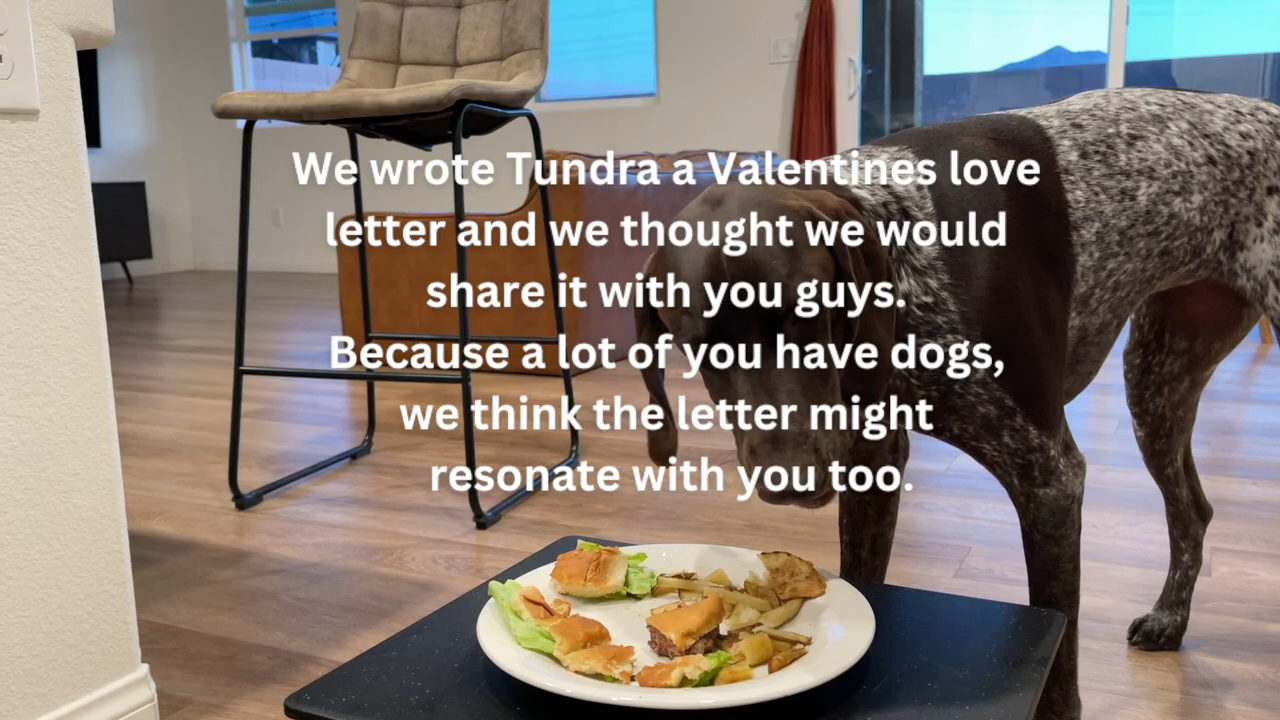 We wrote Tundra a Valentines love
letter and we thought we would
share it with you guys.
Because a lot of you have dogs,
we think the letter might
resonate with you too.